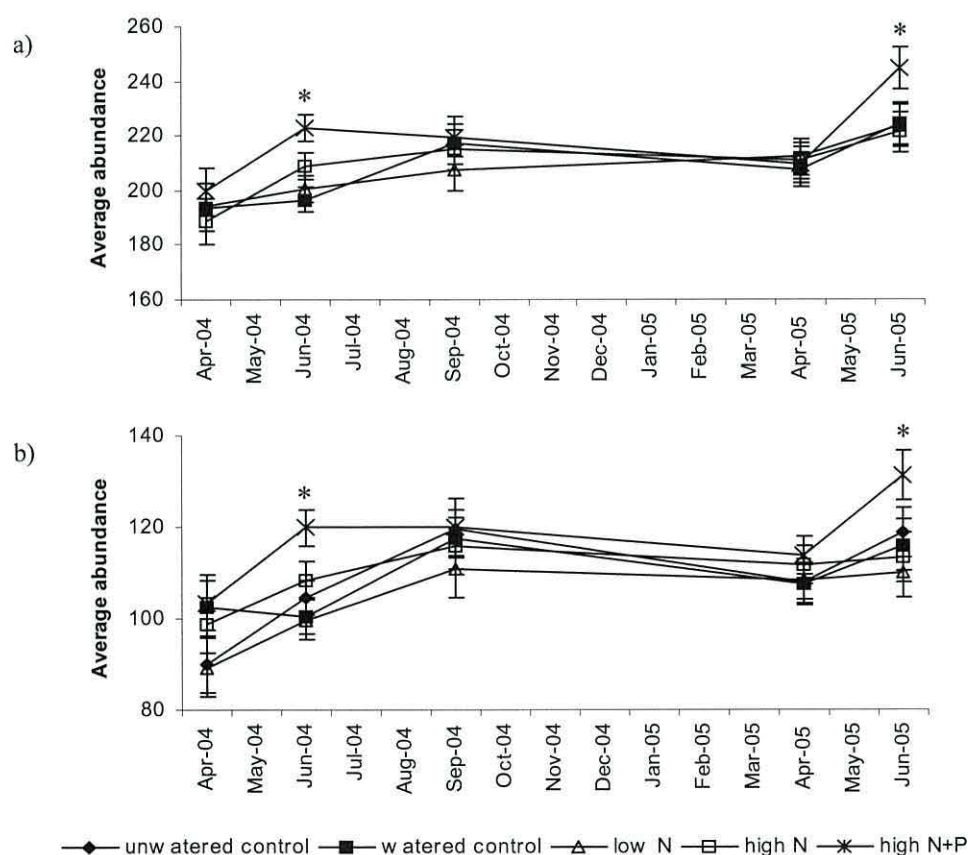 a)
Average abundance
260
240
220
200
180
160
*
*
Apr-04
May-04
Jun-04
Jul-04
Aug-04
Sep-04
Oct-04
Nov-04
Dec-04
Jan-05
Feb-05
Mar-05
Apr-05
May-05
Jun-05
b)
Average abundance
140
120
100
80
*
*
Apr-04
May-04
Jun-04
Jul-04
Aug-04
Sep-04
Oct-04
Nov-04
Dec-04
Jan-05
Feb-05
Mar-05
Apr-05
May-05
Jun-05
unw atered control w atered control low N high N high N+P